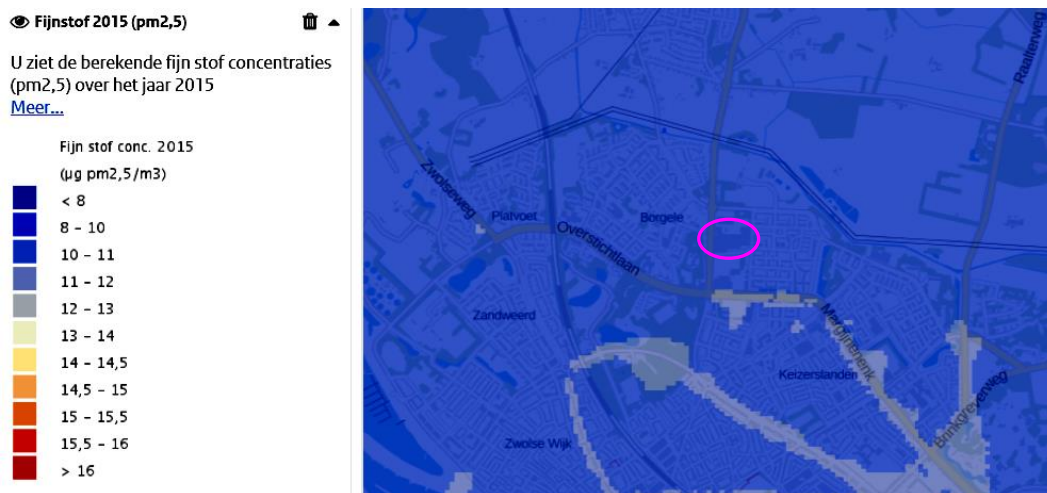 Fijnstof 2015 (pm2,5)
U ziet de berekende fijn stof concentraties
(pm2,5) over het jaar 2015
Meer...
Fijn stof conc. 2015
(µg pm2,5/m3)
< 8
8 - 10
10 - 11
11 - 12
12 - 13
13 - 14
14 - 14,5
14,5 - 15
15 - 15,5
15,5 - 16
> 16
Raalterweg
Zwolseweg
Platvoet
Borgele
Overstichtlaan
Zandweerd
Margijnenenk
Keizerslanden
Brinkgreverweg
Zwolse Wijk